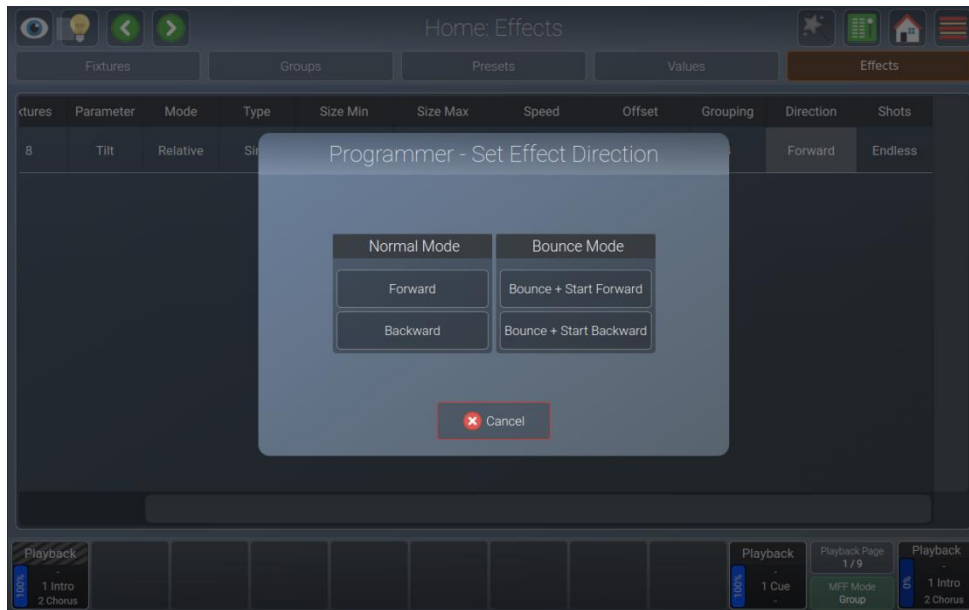 Home: Effects
Fixtures Groups Presets Values Effects
xtures Parameter Mode Type Size Min Size Max Speed Offset Grouping Direction Shots
8 Tilt Relative Forward Endless
Programmer - Set Effect Direction
Normal Mode Bounce Mode
Forward Bounce + Start Forward
Backward Bounce + Start Backward
Cancel
Playback Playback Playback Page Playback
- - 1 / 9 -
100% 1 Intro 100% 1 Cue MFF Mode 0% 1 Intro
2 Chorus - Group 2 Chorus